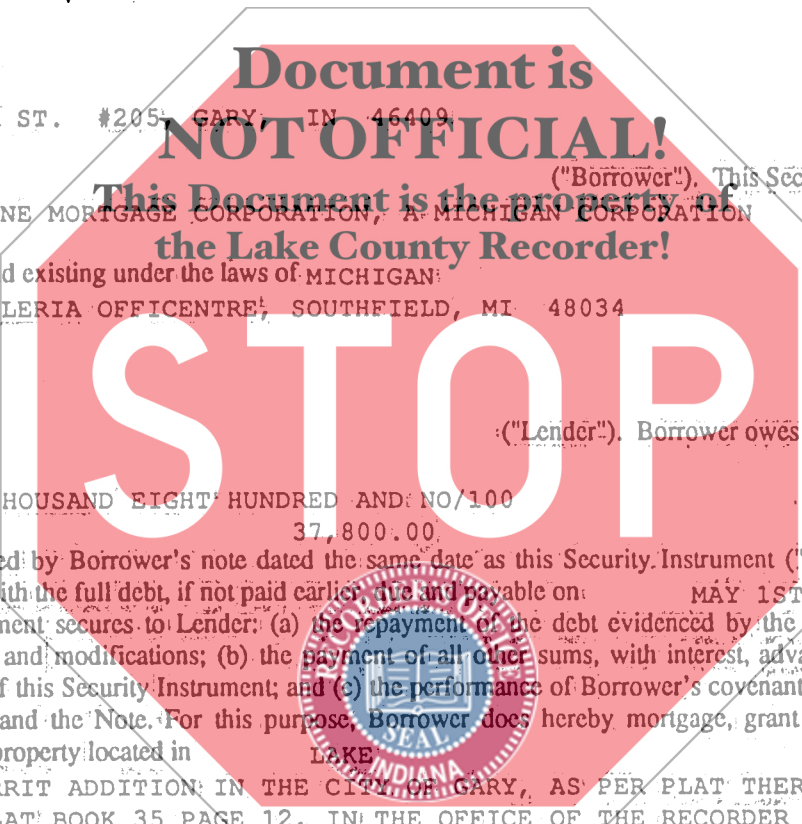 Document is
ST. #205, GARY, IN 46409
NOT OFFICIAL!
("Borrower"). This Sec
This Document is the property of
NE MORTGAGE CORPORATION, A MICHIGAN CORPORATION
the Lake County Recorder!
d existing under the laws of MICHIGAN
LERIA OFFICENTRE, SOUTHFIELD, MI 48034
STOP
("Lender"). Borrower owes
HOUSAND EIGHT HUNDRED AND NO/100
37,800.00
ed by Borrower's note dated the same date as this Security Instrument ("
ith the full debt, if not paid earlier, due and payable on MAY 1ST
ment secures to Lender: (a) the repayment of the debt evidenced by the
and modifications; (b) the payment of all other sums, with interest, adva
f this Security Instrument; and (c) the performance of Borrower's covenant
and the Note. For this purpose, Borrower does hereby mortgage, grant
property located in LAKE
SEAL
INDIANA
RRIT ADDITION IN THE CITY OF GARY, AS PER PLAT THER
LAT BOOK 35 PAGE 12, IN THE OFFICE OF THE RECORDER